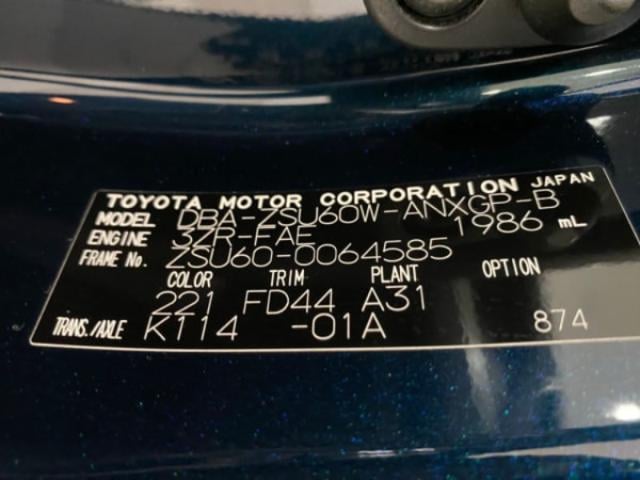 TOYOTA MOTOR CORPORATION JAPAN
MODEL DBA-ZSU60W-ANXGP-B
ENGINE 3ZR-FAE 1986 mL
FRAME No. ZSU60-0064585
COLOR TRIM PLANT OPTION
221 FD44 A31
TRANS./AXLE K114 -01A 874